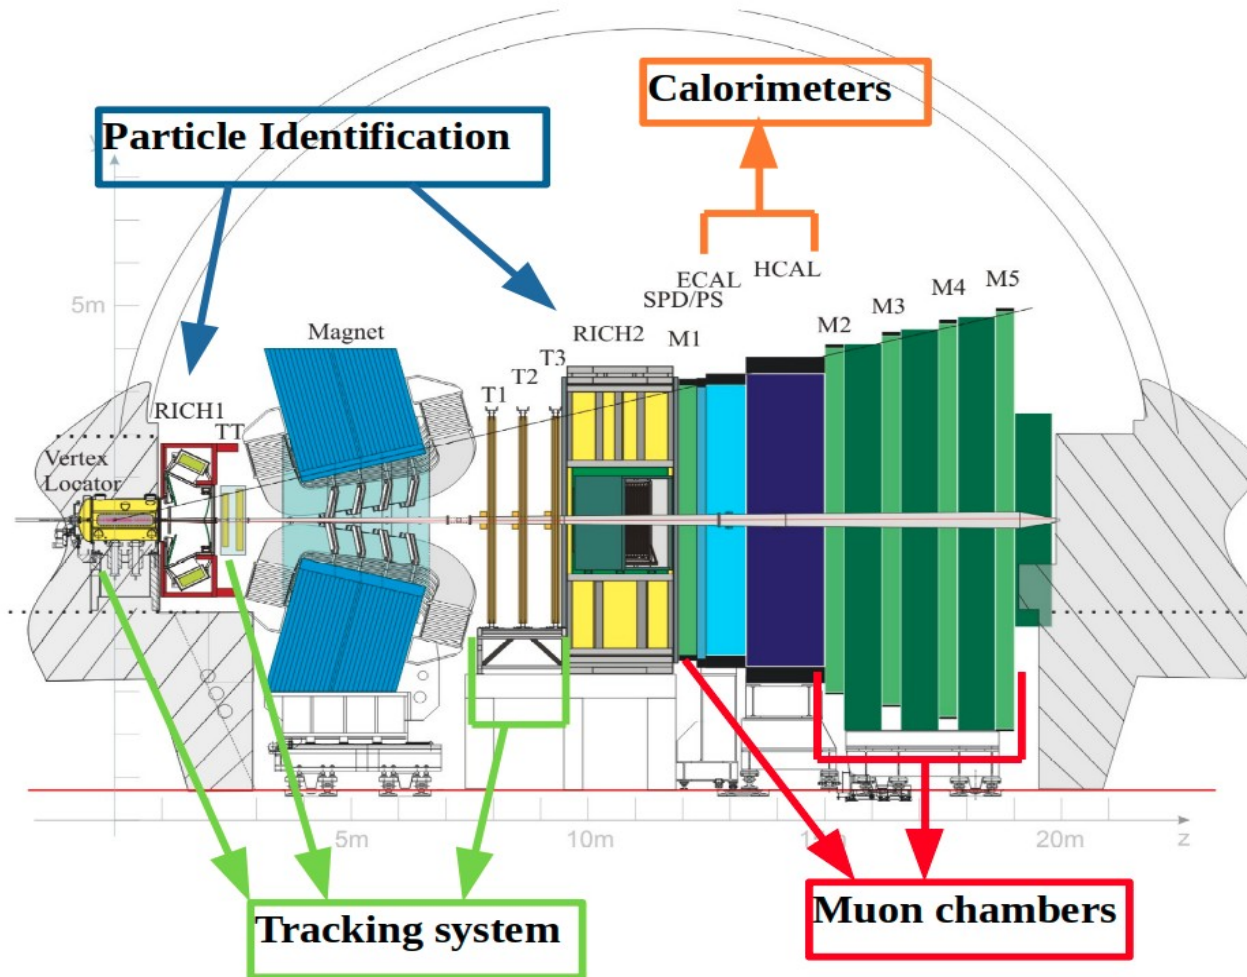 Calorimeters
Particle Identification
y
5m
ECAL
HCAL
SPD/PS
M1
M2
M3
M4
M5
Magnet
RICH2
T1
T2
T3
RICH1
TT
Vertex
Locator
5m
10m
20m
z
Tracking system
Muon chambers